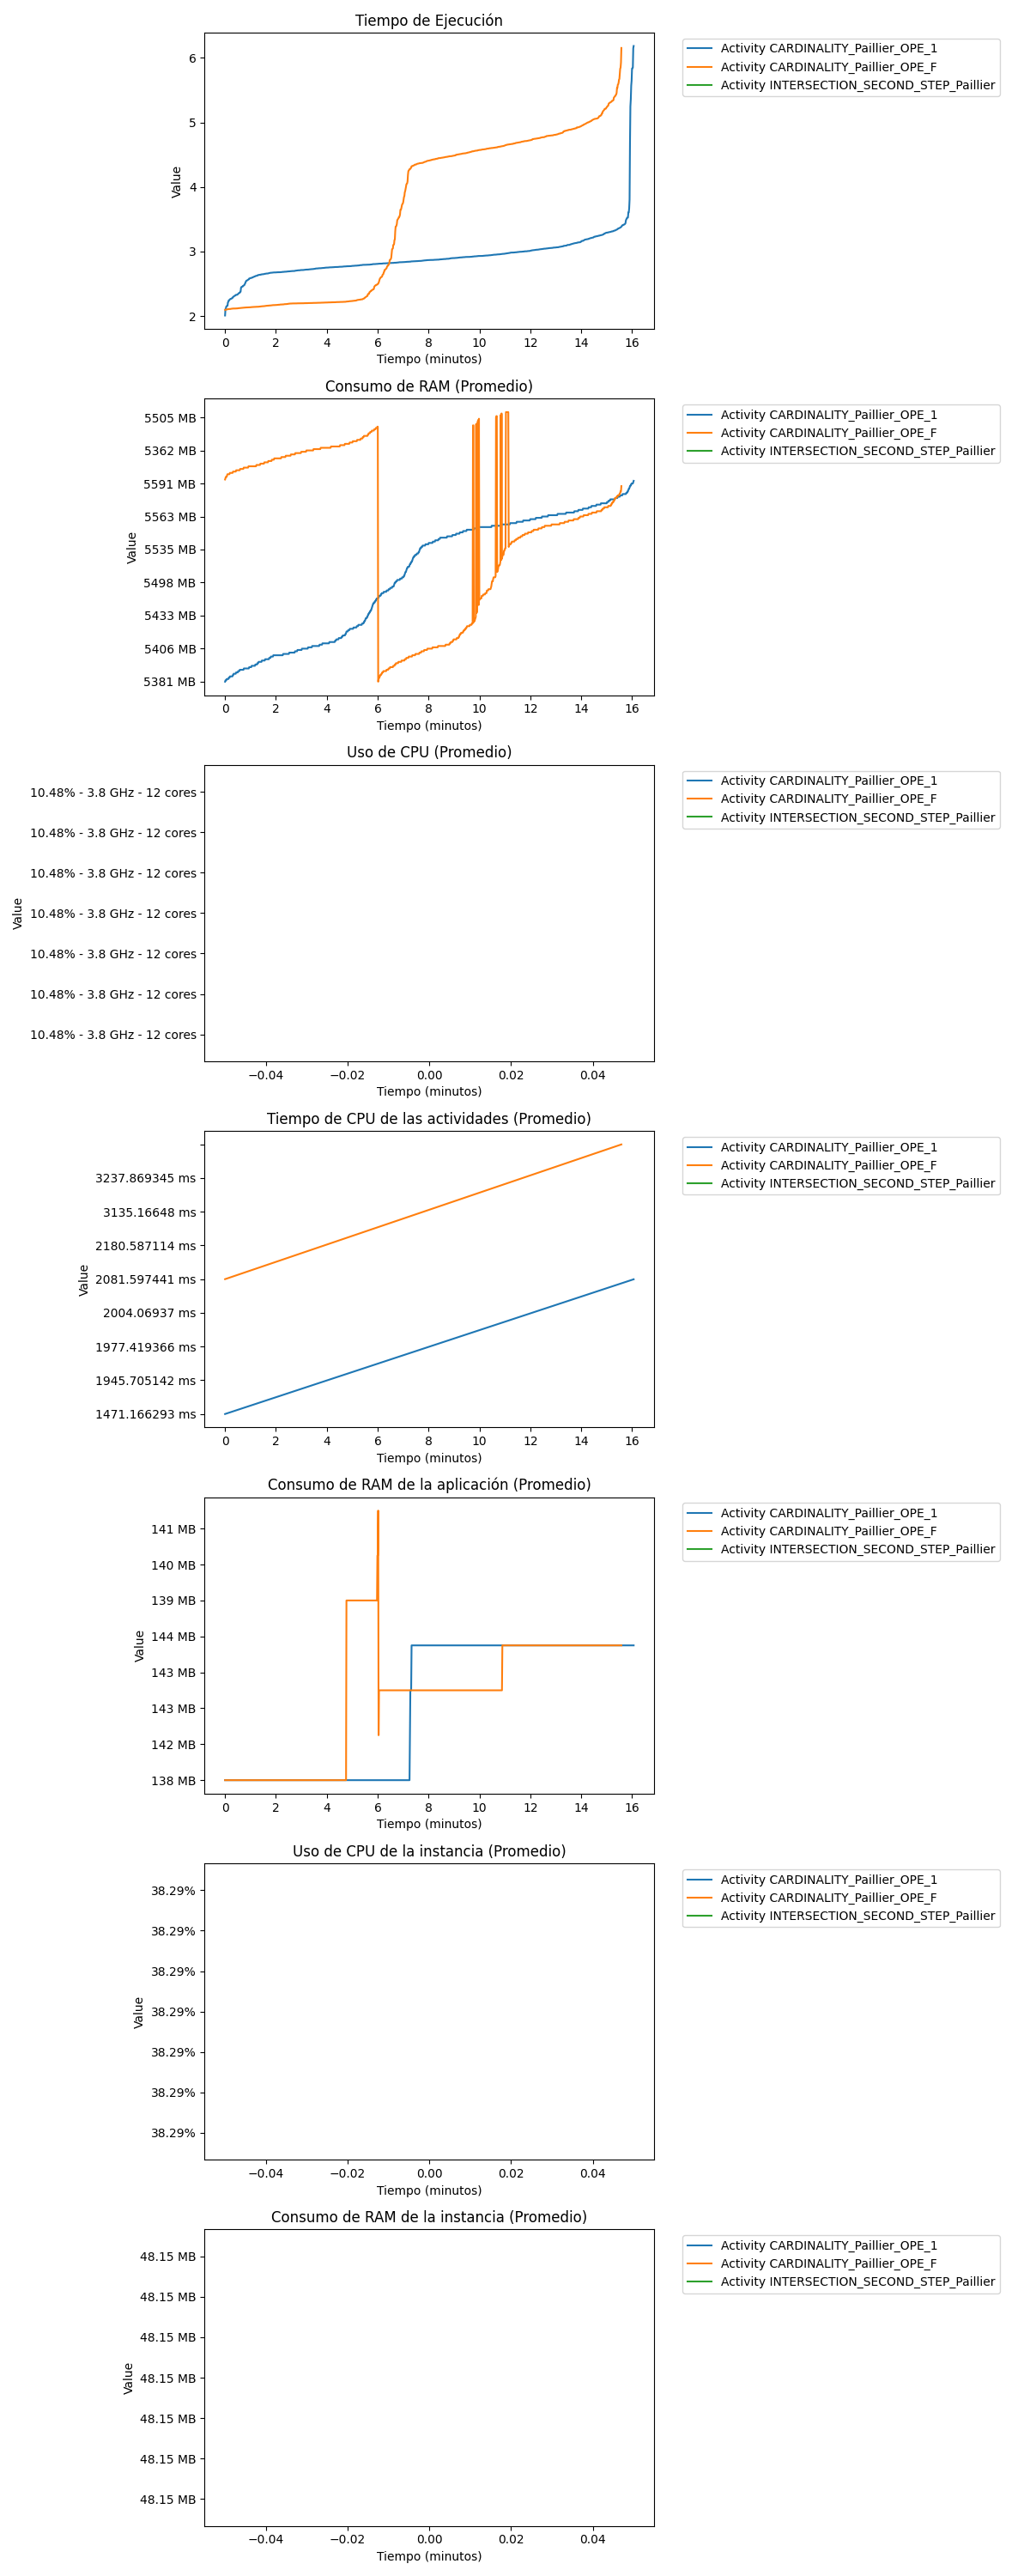 Tiempo de Ejecución
6
5
4
3
2
Value
0 2 4 6 8 10 12 14 16
Tiempo (minutos)
Activity CARDINALITY_Paillier_OPE_1
Activity CARDINALITY_Paillier_OPE_F
Activity INTERSECTION_SECOND_STEP_Paillier
Consumo de RAM (Promedio)
5505 MB
5362 MB
5591 MB
5563 MB
5535 MB
5498 MB
5433 MB
5406 MB
5381 MB
Value
0 2 4 6 8 10 12 14 16
Tiempo (minutos)
Activity CARDINALITY_Paillier_OPE_1
Activity CARDINALITY_Paillier_OPE_F
Activity INTERSECTION_SECOND_STEP_Paillier
Uso de CPU (Promedio)
10.48% - 3.8 GHz - 12 cores
10.48% - 3.8 GHz - 12 cores
10.48% - 3.8 GHz - 12 cores
10.48% - 3.8 GHz - 12 cores
10.48% - 3.8 GHz - 12 cores
10.48% - 3.8 GHz - 12 cores
10.48% - 3.8 GHz - 12 cores
Value
−0.04 −0.02 0.00 0.02 0.04
Tiempo (minutos)
Activity CARDINALITY_Paillier_OPE_1
Activity CARDINALITY_Paillier_OPE_F
Activity INTERSECTION_SECOND_STEP_Paillier
Tiempo de CPU de las actividades (Promedio)
3237.869345 ms
3135.16648 ms
2180.587114 ms
2081.597441 ms
2004.06937 ms
1977.419366 ms
1945.705142 ms
1471.166293 ms
Value
0 2 4 6 8 10 12 14 16
Tiempo (minutos)
Activity CARDINALITY_Paillier_OPE_1
Activity CARDINALITY_Paillier_OPE_F
Activity INTERSECTION_SECOND_STEP_Paillier
Consumo de RAM de la aplicación (Promedio)
141 MB
140 MB
139 MB
144 MB
143 MB
143 MB
142 MB
138 MB
Value
0 2 4 6 8 10 12 14 16
Tiempo (minutos)
Activity CARDINALITY_Paillier_OPE_1
Activity CARDINALITY_Paillier_OPE_F
Activity INTERSECTION_SECOND_STEP_Paillier
Uso de CPU de la instancia (Promedio)
38.29%
38.29%
38.29%
38.29%
38.29%
38.29%
38.29%
Value
−0.04 −0.02 0.00 0.02 0.04
Tiempo (minutos)
Activity CARDINALITY_Paillier_OPE_1
Activity CARDINALITY_Paillier_OPE_F
Activity INTERSECTION_SECOND_STEP_Paillier
Consumo de RAM de la instancia (Promedio)
48.15 MB
48.15 MB
48.15 MB
48.15 MB
48.15 MB
48.15 MB
48.15 MB
Value
−0.04 −0.02 0.00 0.02 0.04
Tiempo (minutos)
Activity CARDINALITY_Paillier_OPE_1
Activity CARDINALITY_Paillier_OPE_F
Activity INTERSECTION_SECOND_STEP_Paillier